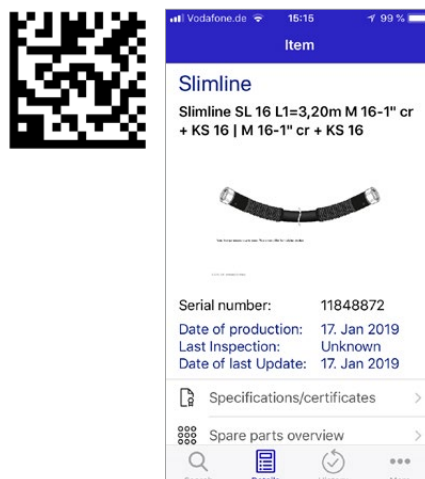 Vodafone.de 15:15 99 %
Item
Slimline
Slimline SL 16 L1=3,20m M 16-1" cr
+ KS 16 | M 16-1" cr + KS 16
Serial number: 11848872
Date of production: 17. Jan 2019
Last Inspection: Unknown
Date of last Update: 17. Jan 2019
Specifications/certificates
Spare parts overview